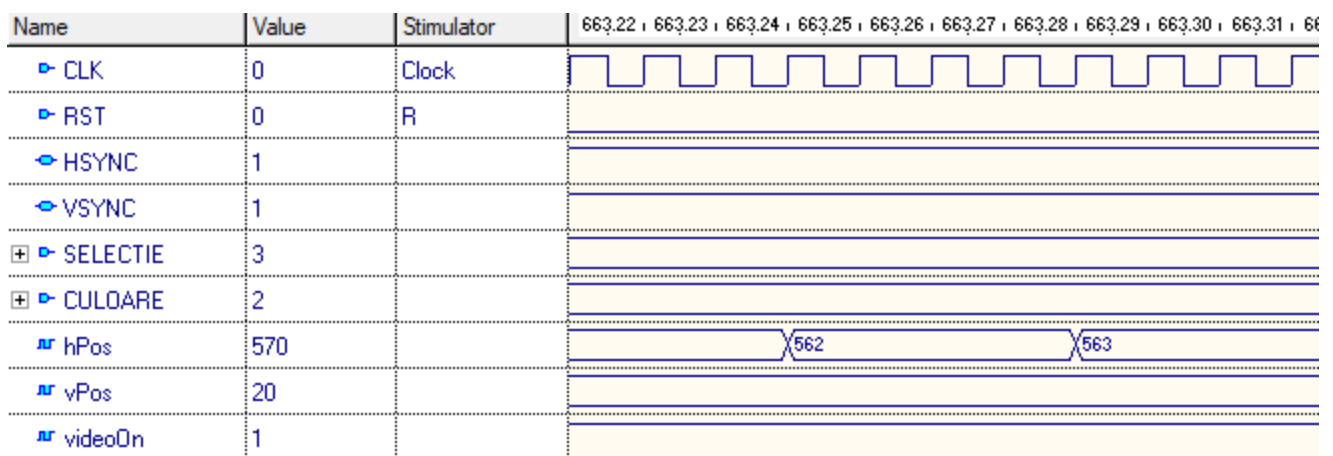 Name Value Stimulator 663.22 663.23 663.24 663.25 663.26 663.27 663.28 663.29 663.30 663.31 66
CLK 0 Clock
RST 0 R
HSYNC 1
VSYNC 1
SELECTIE 3
CULOARE 2
hPos 570 562 563
vPos 20
videoOn 1